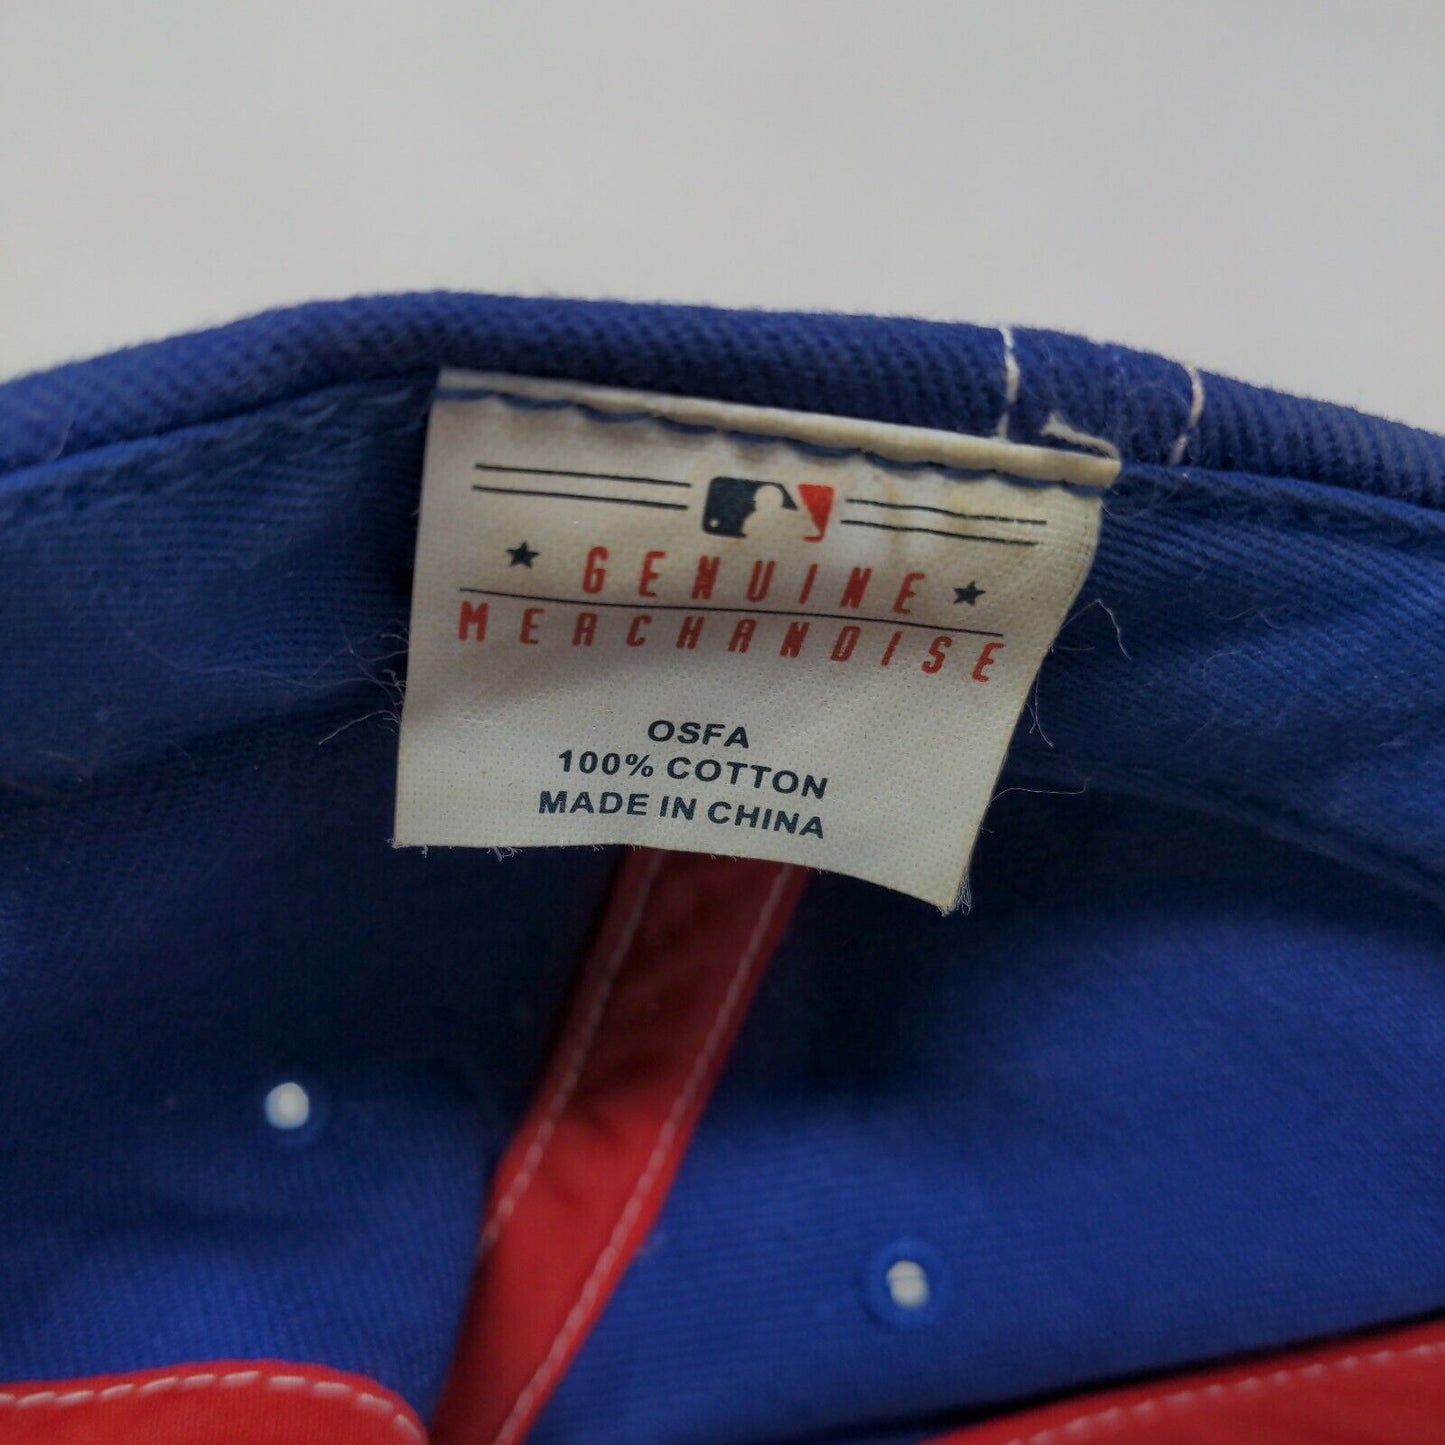 GENUINE
MERCHANDISE
OSFA
100% COTTON
MADE IN CHINA